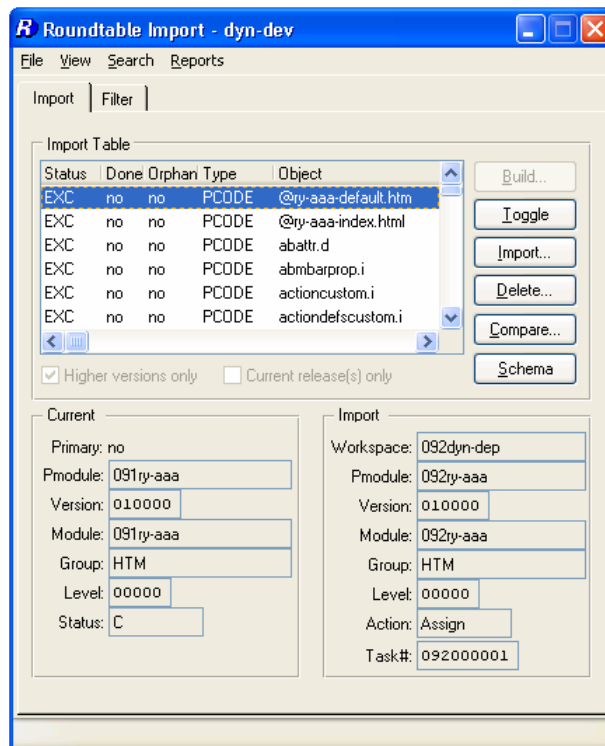 Roundtable Import - dyn-dev
File View Search Reports
Import Filter
Import Table
Status Done Orphan Type Object
EXC no no PCODE @ry-aaa-default.htm
EXC no no PCODE @ry-aaa-index.html
EXC no no PCODE abattr.d
EXC no no PCODE abmbarprop.i
EXC no no PCODE actioncustom.i
EXC no no PCODE actiondefscustom.i
Build...
Toggle
Import...
Delete...
Compare...
Schema
Higher versions only Current release(s) only
Current
Primary: no
Pmodule: 091ry-aaa
Version: 010000
Module: 091ry-aaa
Group: HTM
Level: 00000
Status: C
Import
Workspace: 092dyn-dep
Pmodule: 092ry-aaa
Version: 010000
Module: 092ry-aaa
Group: HTM
Level: 00000
Action: Assign
Task#: 092000001